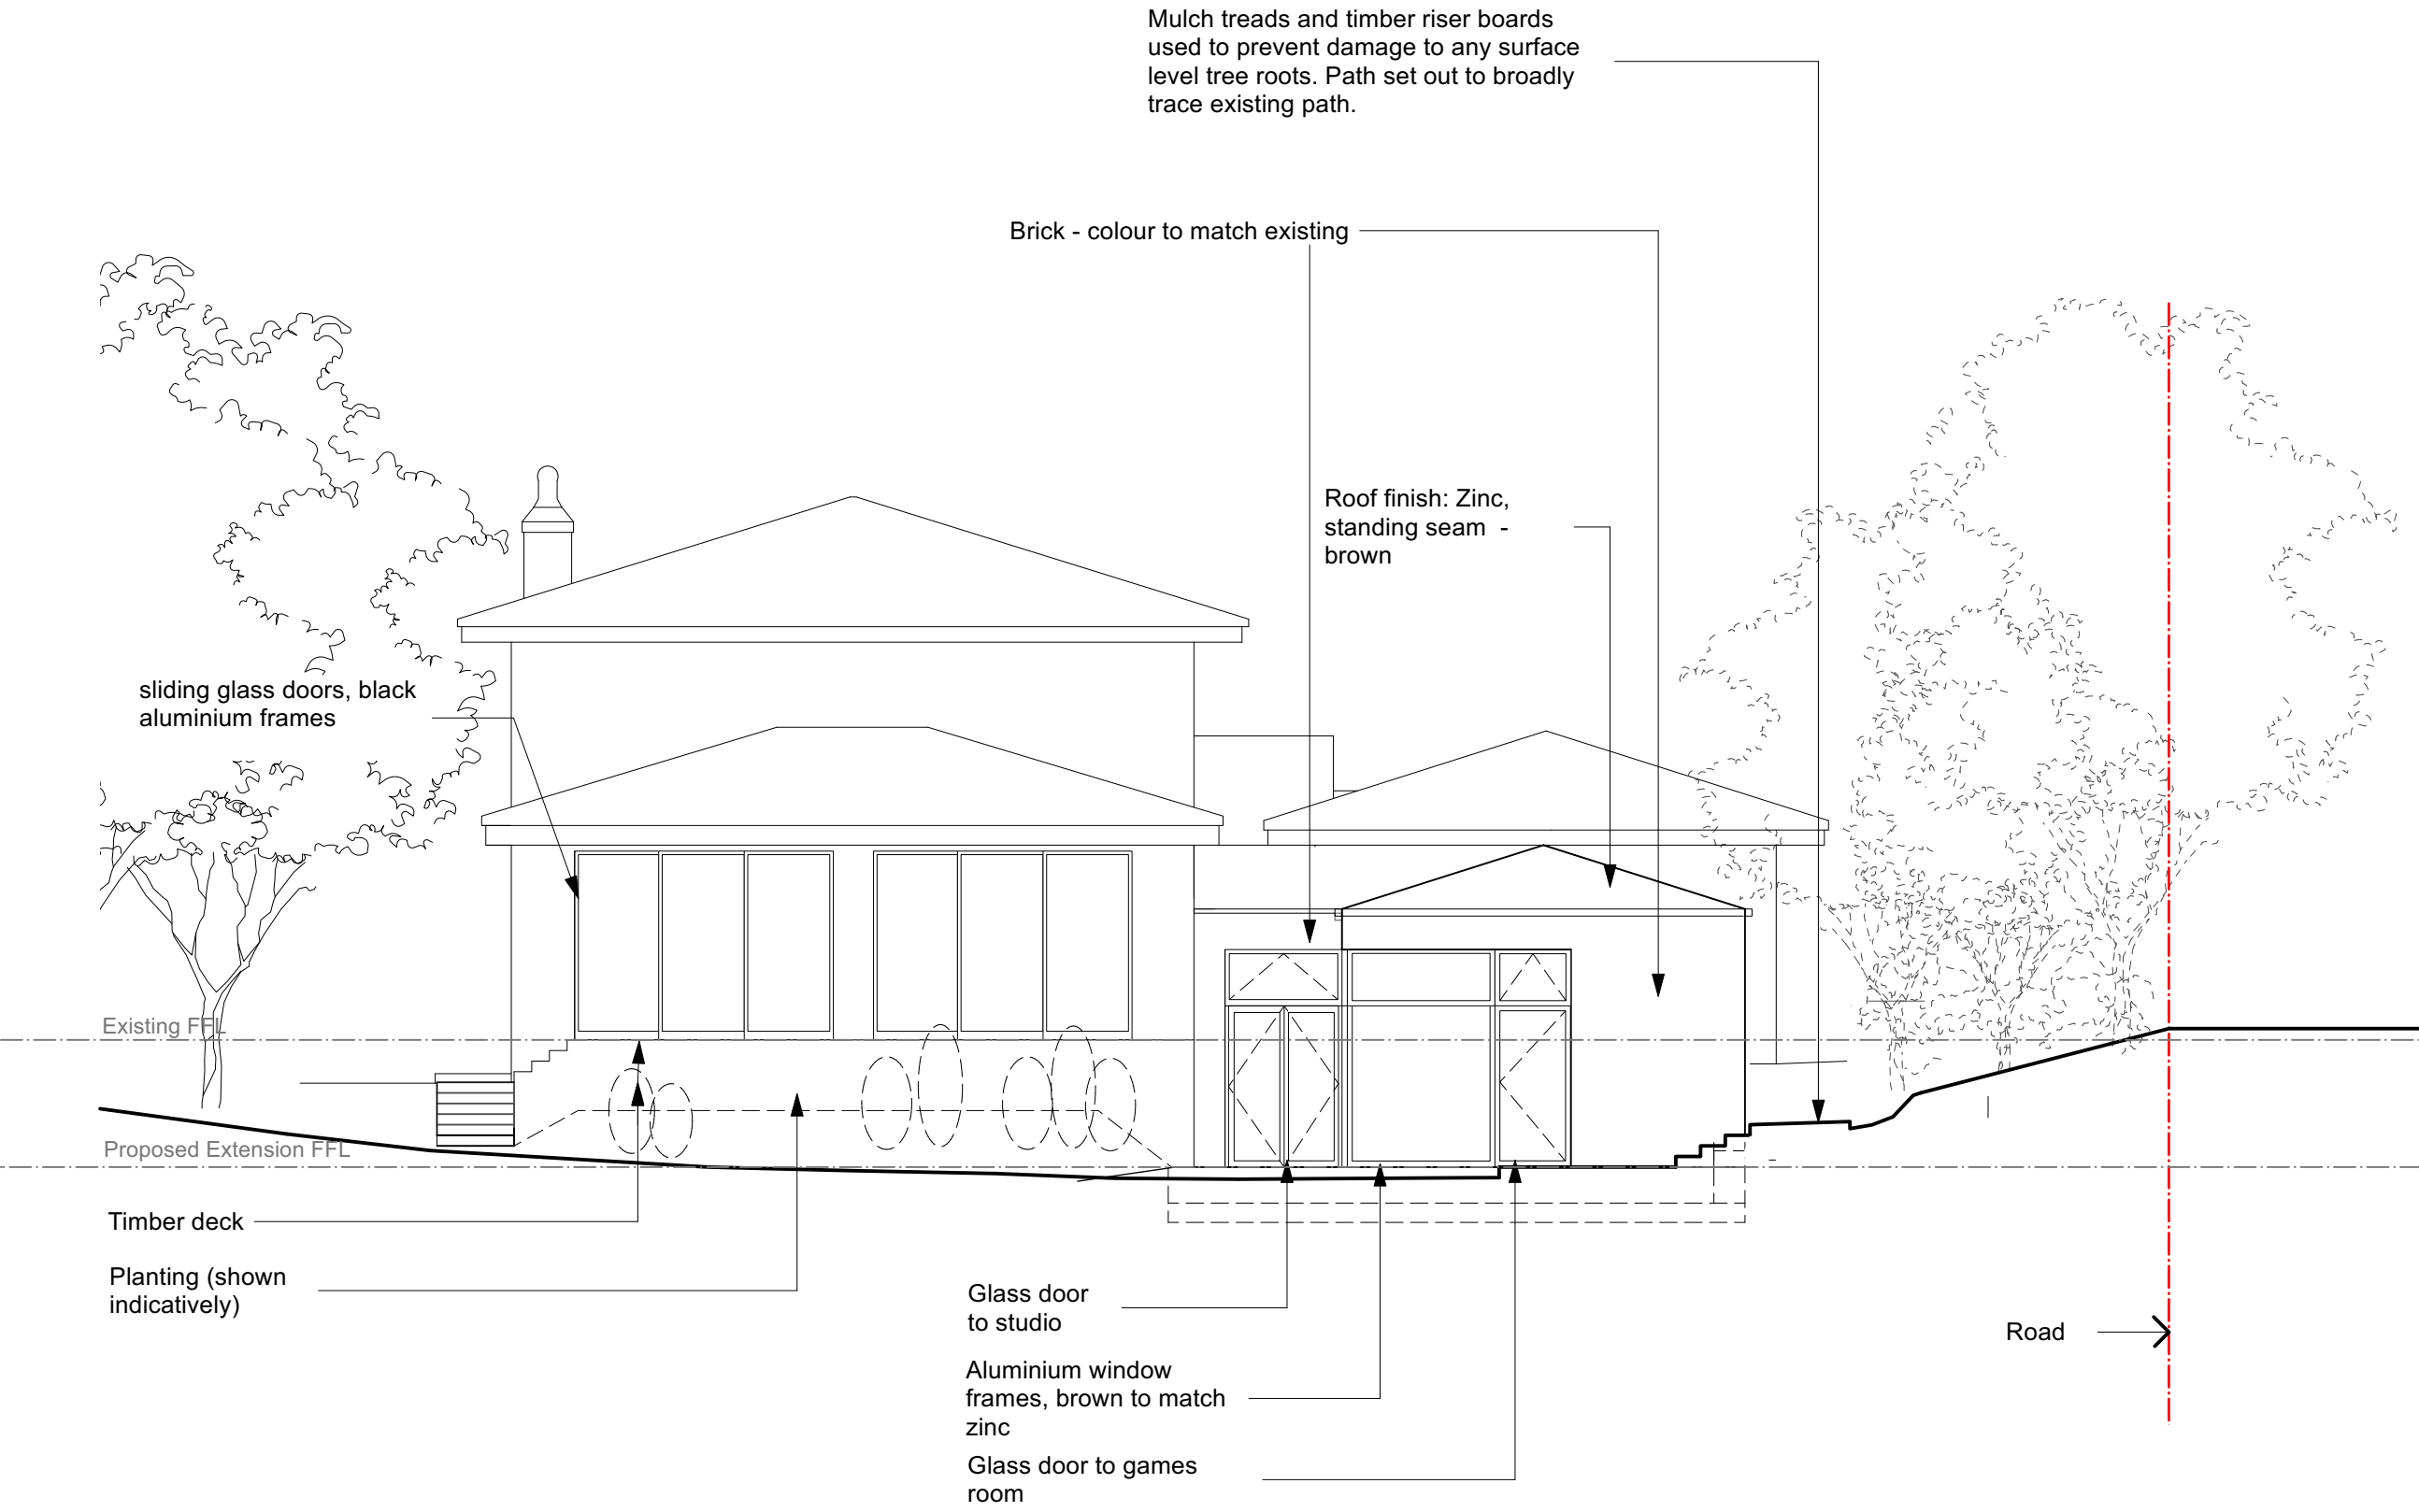 Mulch treads and timber riser boards
used to prevent damage to any surface
level tree roots. Path set out to broadly
trace existing path.
Brick - colour to match existing
Roof finish: Zinc,
standing seam  -
brown
sliding glass doors, black
aluminium frames
Existing FFL
Proposed Extension FFL
Timber deck
Planting (shown
indicatively)
Glass door
to studio
Road
Aluminium window
frames, brown to match
zinc
Glass door to games
room